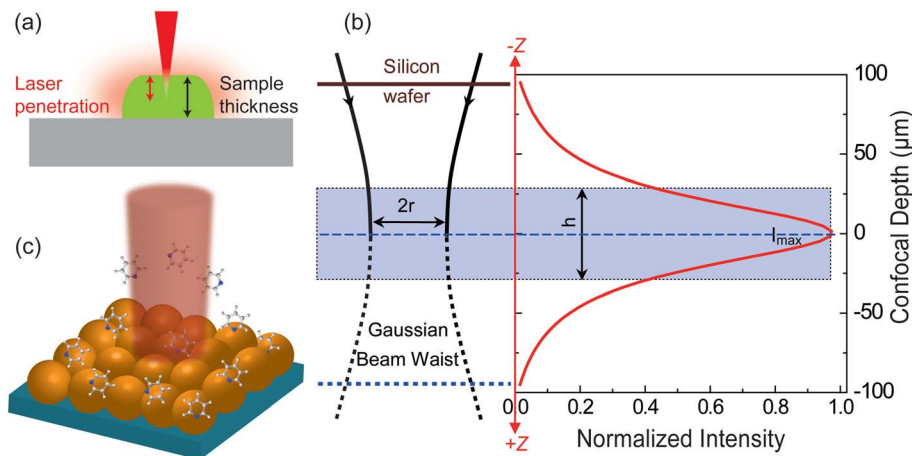 (a)
Laser
penetration
Sample
thickness
(b)
Silicon
wafer
2r
Gaussian
Beam Waist
-Z
+Z
h
Imax
100
50
0
-50
-100
Confocal Depth (μm)
0.0 0.2 0.4 0.6 0.8 1.0
Normalized Intensity
(c)